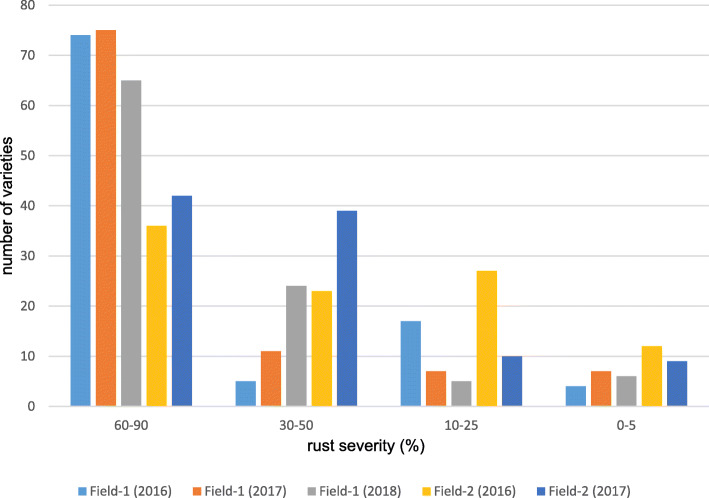 80
70
60
50
40
30
20
10
0
number of varieties
60-90 30-50 10-25 0-5
rust severity (%)
Field-1 (2016) Field-1 (2017) Field-1 (2018) Field-2 (2016) Field-2 (2017)